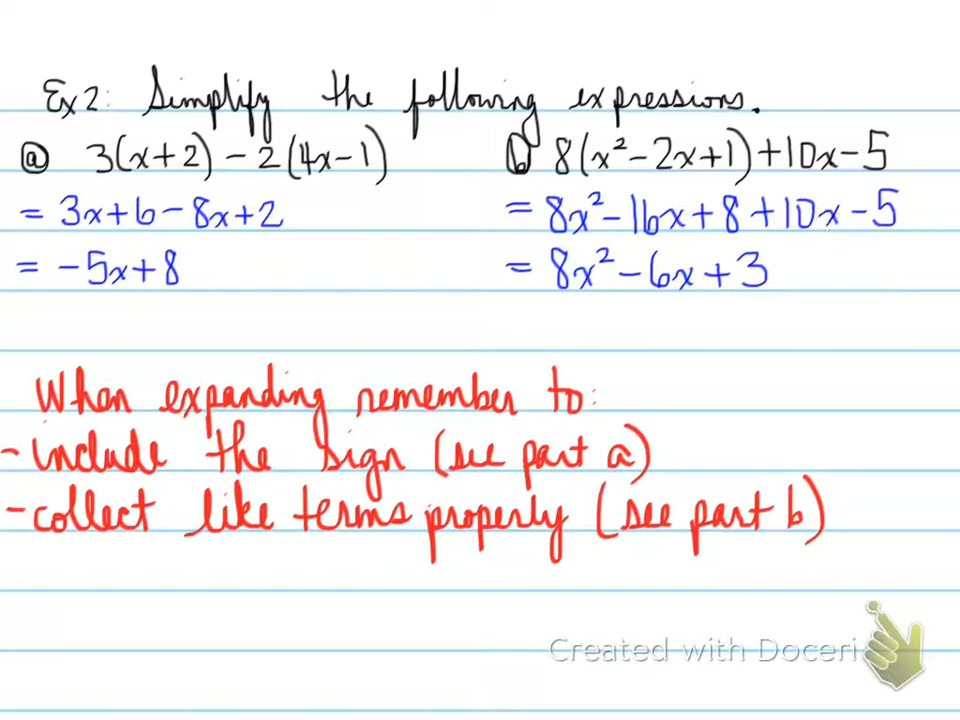 Ex 2: Simplify the following expressions.
ⓐ 3(x+2) - 2(4x-1)
= 3x+6-8x+2
= -5x+8
ⓑ 8(x²-2x+1)+10x-5
= 8x²-16x+8+10x-5
= 8x²-6x+3
When expanding remember to:
- include the sign (see part a)
- collect like terms properly (see part b)
Created with Doceri